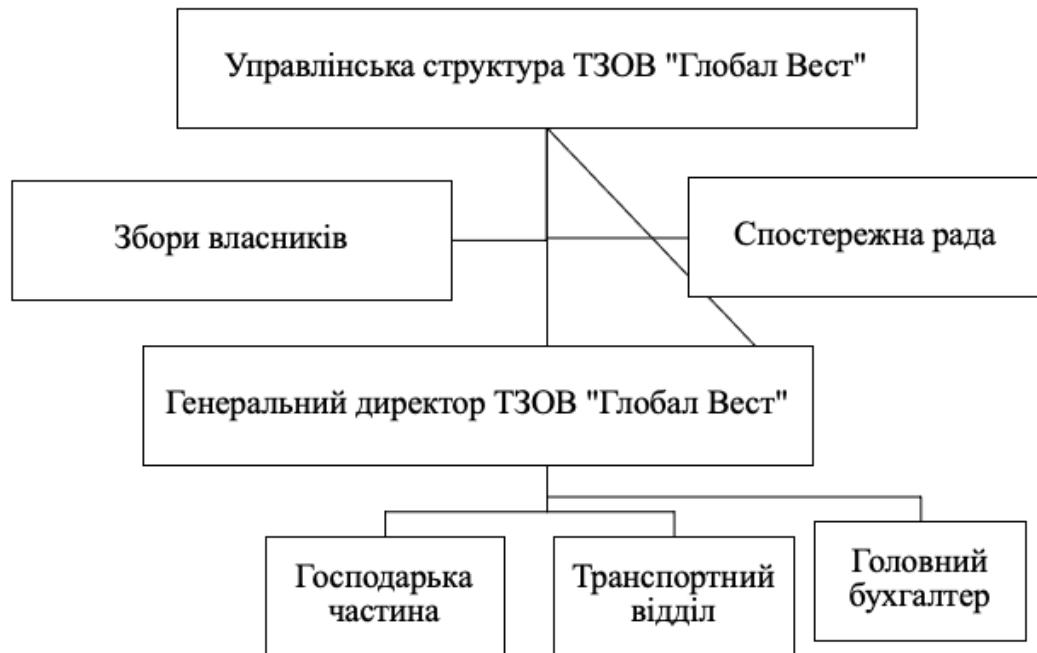 Управлінська структура ТЗОВ "Глобал Вест"
Збори власників
Спостережна рада
Генеральний директор ТЗОВ "Глобал Вест"
Господарька
частина
Транспортний
відділ
Головний
бухгалтер